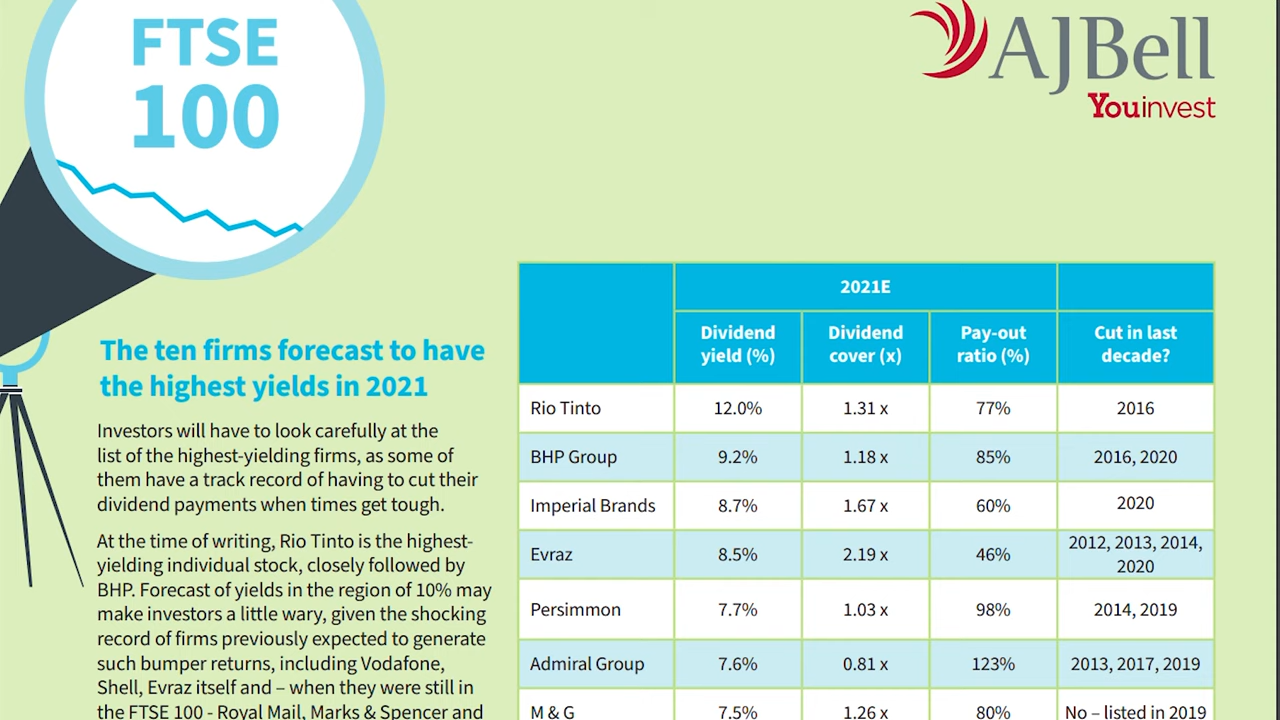 FTSE
100
AJBell
Youinvest
The ten firms forecast to have
the highest yields in 2021
Investors will have to look carefully at the
list of the highest-yielding firms, as some of
them have a track record of having to cut their
dividend payments when times get tough.
At the time of writing, Rio Tinto is the highest-
yielding individual stock, closely followed by
BHP. Forecast of yields in the region of 10% may
make investors a little wary, given the shocking
record of firms previously expected to generate
such bumper returns, including Vodafone,
Shell, Evraz itself and – when they were still in
the FTSE 100 - Royal Mail, Marks & Spencer and
2021E
Dividend yield (%) Dividend cover (x) Pay-out ratio (%) Cut in last decade?
Rio Tinto 12.0% 1.31 x 77% 2016
BHP Group 9.2% 1.18 x 85% 2016, 2020
Imperial Brands 8.7% 1.67 x 60% 2020
Evraz 8.5% 2.19 x 46% 2012, 2013, 2014, 2020
Persimmon 7.7% 1.03 x 98% 2014, 2019
Admiral Group 7.6% 0.81 x 123% 2013, 2017, 2019
M & G 7.5% 1.26 x 80% No – listed in 2019